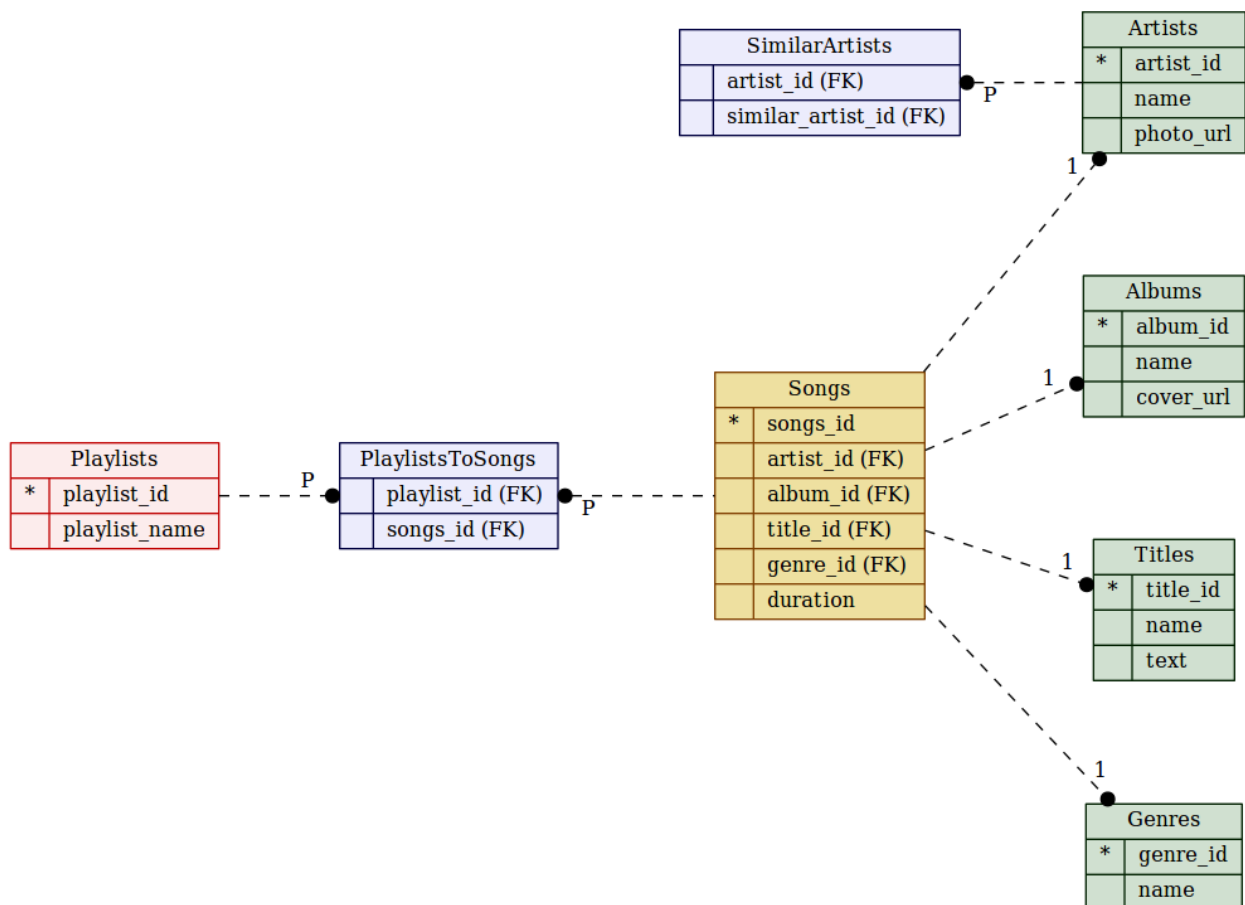 Artists
* artist_id
name
photo_url
SimilarArtists
artist_id (FK)
similar_artist_id (FK)
P
1
Albums
* album_id
name
cover_url
1
Songs
* songs_id
artist_id (FK)
album_id (FK)
title_id (FK)
genre_id (FK)
duration
Playlists
* playlist_id
playlist_name
P
PlaylistsToSongs
playlist_id (FK)
songs_id (FK)
P
Titles
* title_id
name
text
1
1
Genres
* genre_id
name